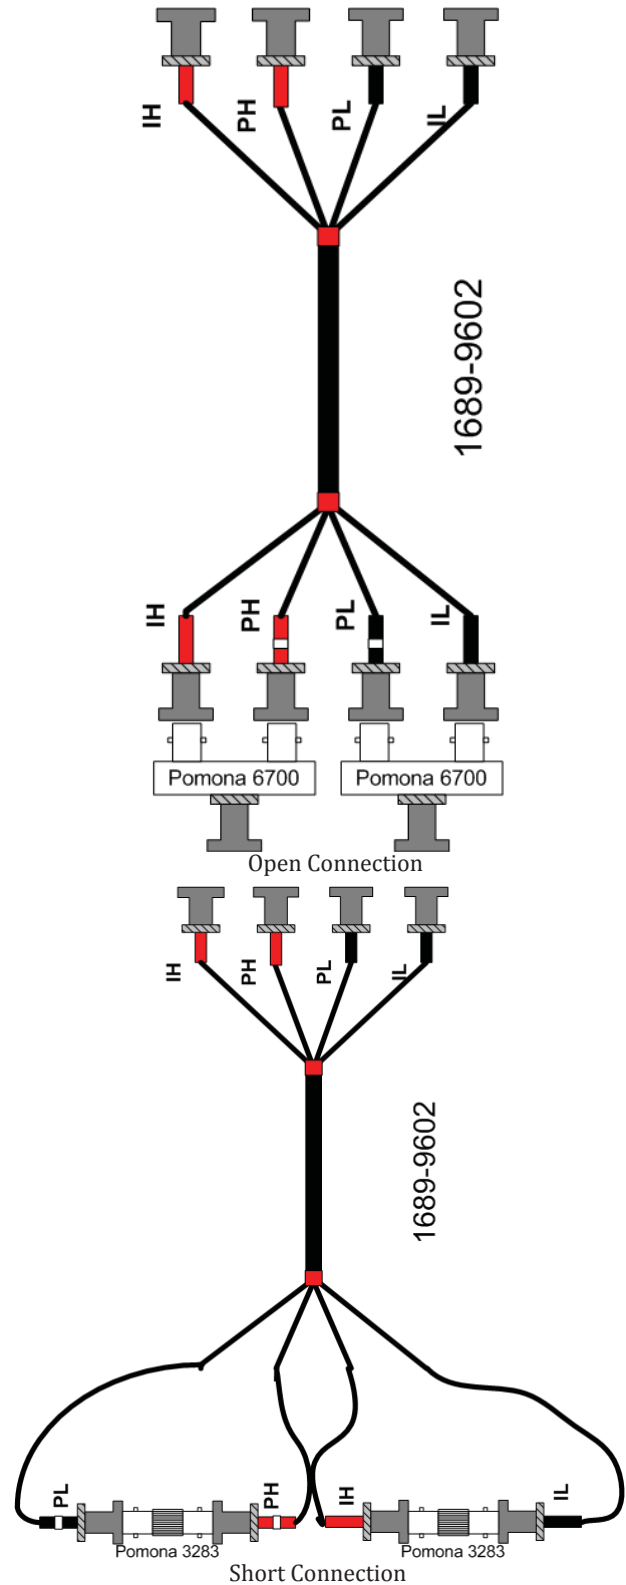 IH
PH
PL
IL
1689-9602
IH
PH
PL
IL
Pomona 6700
Pomona 6700
Open Connection
IH
PH
PL
IL
1689-9602
PL
PH
IH
IL
Pomona 3283
Pomona 3283
Short Connection